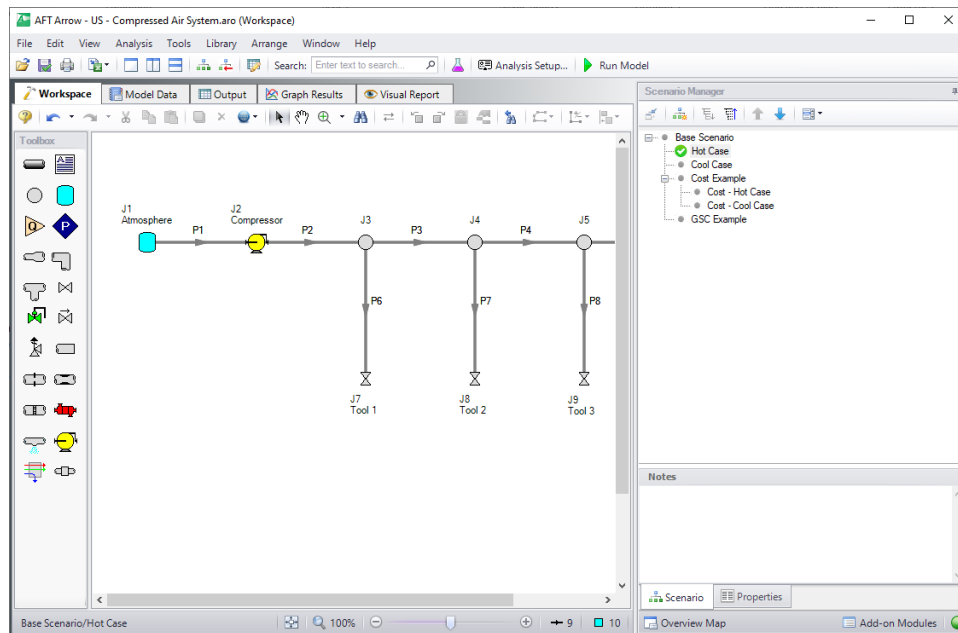 AFT Arrow - US - Compressed Air System.aro (Workspace)
File Edit View Analysis Tools Library Arrange Window Help
Search: Enter text to search... Analysis Setup... Run Model
Workspace Model Data Output Graph Results Visual Report
Scenario Manager
Toolbox
Base Scenario
Hot Case
Cool Case
Cost Example
Cost - Hot Case
Cost - Cool Case
GSC Example
Q
P
J1
Atmosphere
P1
J2
Compressor
P2
J3
P3
J4
P4
J5
P6
P7
P8
J7
Tool 1
J8
Tool 2
J9
Tool 3
Notes
Scenario Properties
Base Scenario/Hot Case 100% 9 10 Overview Map Add-on Modules